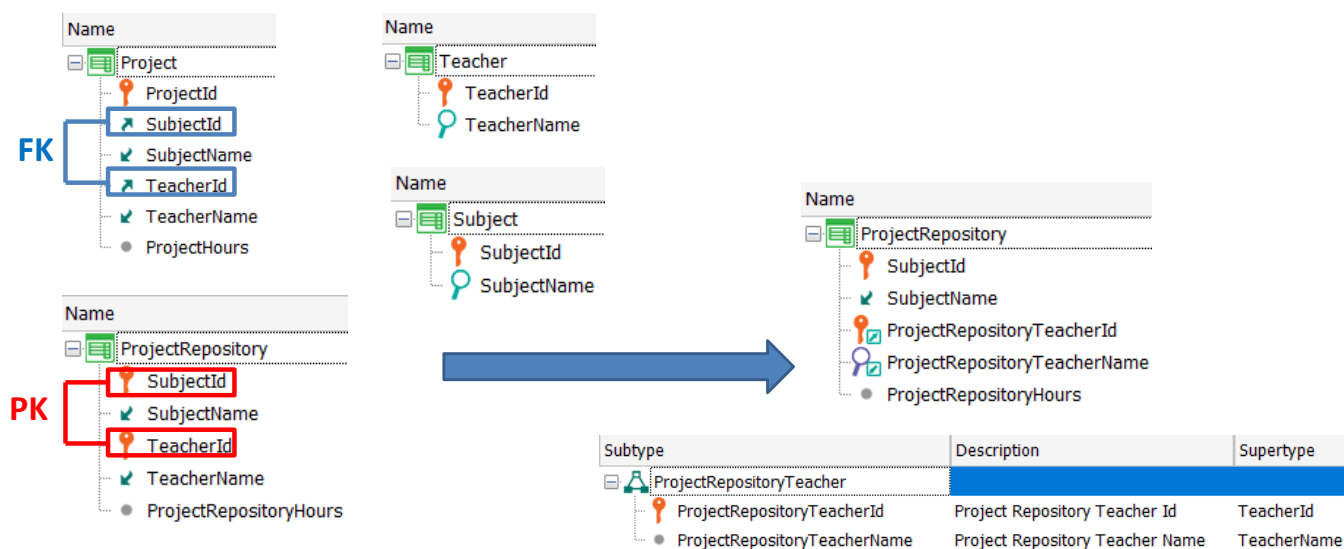 Name
Project
ProjectId
SubjectId
SubjectName
TeacherId
TeacherName
ProjectHours
FK
Name
Teacher
TeacherId
TeacherName
Name
Subject
SubjectId
SubjectName
Name
ProjectRepository
SubjectId
SubjectName
TeacherId
TeacherName
ProjectRepositoryHours
PK
Name
ProjectRepository
SubjectId
SubjectName
ProjectRepositoryTeacherId
ProjectRepositoryTeacherName
ProjectRepositoryHours
Subtype Description Supertype
ProjectRepositoryTeacher
ProjectRepositoryTeacherId Project Repository Teacher Id TeacherId
ProjectRepositoryTeacherName Project Repository Teacher Name TeacherName